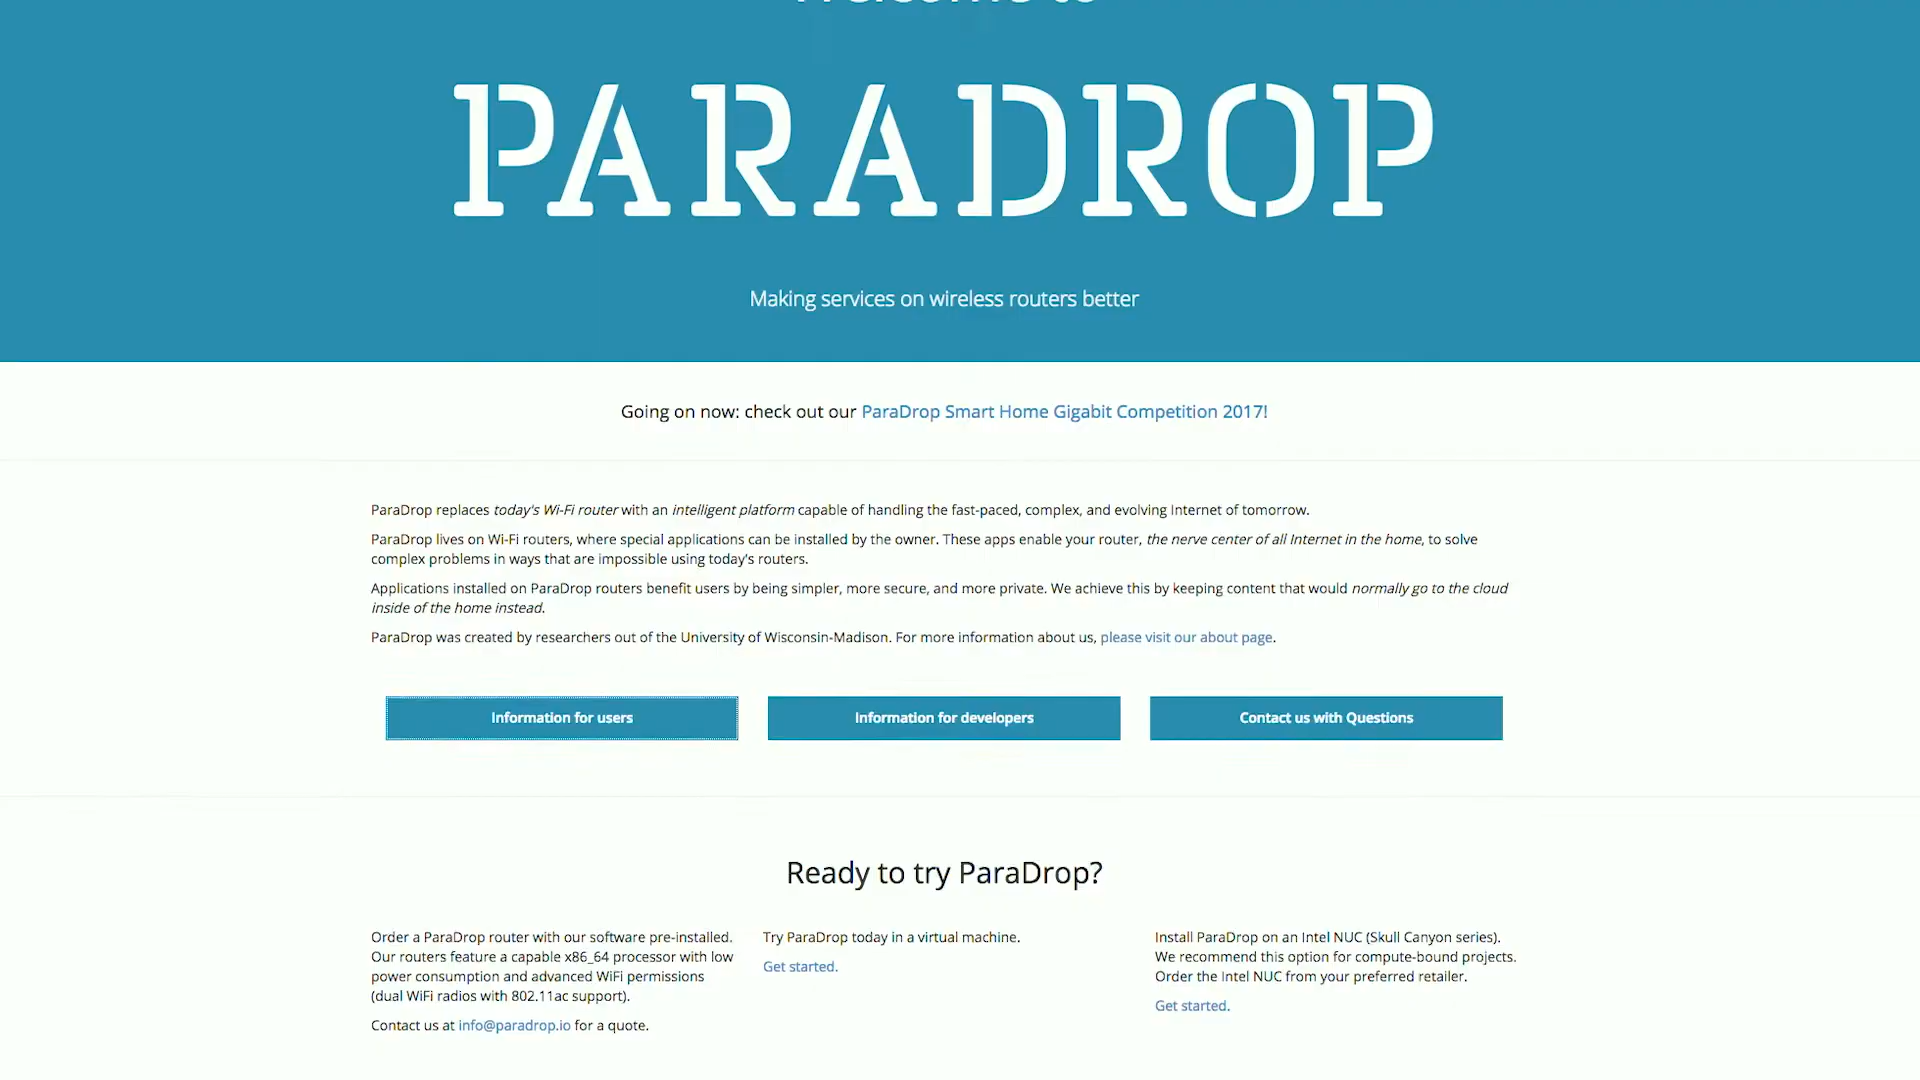 Welcome to
PARADROP
Making services on wireless routers better
Going on now: check out our ParaDrop Smart Home Gigabit Competition 2017!
ParaDrop replaces today's Wi-Fi router with an intelligent platform capable of handling the fast-paced, complex, and evolving Internet of tomorrow.
ParaDrop lives on Wi-Fi routers, where special applications can be installed by the owner. These apps enable your router, the nerve center of all Internet in the home, to solve
complex problems in ways that are impossible using today's routers.
Applications installed on ParaDrop routers benefit users by being simpler, more secure, and more private. We achieve this by keeping content that would normally go to the cloud
inside of the home instead.
ParaDrop was created by researchers out of the University of Wisconsin-Madison. For more information about us, please visit our about page.
Information for users
Information for developers
Contact us with Questions
Ready to try ParaDrop?
Order a ParaDrop router with our software pre-installed.
Our routers feature a capable x86_64 processor with low
power consumption and advanced WiFi permissions
(dual WiFi radios with 802.11ac support).
Contact us at info@paradrop.io for a quote.
Try ParaDrop today in a virtual machine.
Get started.
Install ParaDrop on an Intel NUC (Skull Canyon series).
We recommend this option for compute-bound projects.
Order the Intel NUC from your preferred retailer.
Get started.